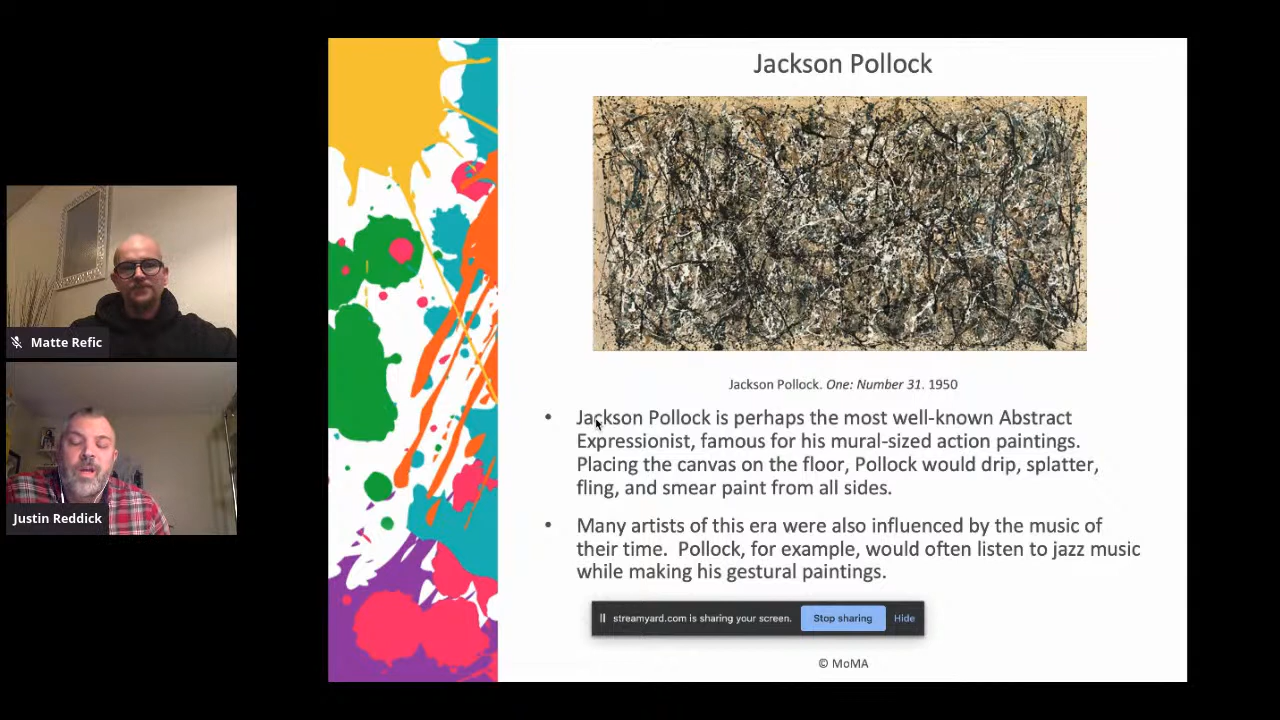 Jackson Pollock
Jackson Pollock. One: Number 31. 1950
• Jackson Pollock is perhaps the most well-known Abstract
Expressionist, famous for his mural-sized action paintings.
Placing the canvas on the floor, Pollock would drip, splatter,
fling, and smear paint from all sides.
• Many artists of this era were also influenced by the music of
their time. Pollock, for example, would often listen to jazz music
while making his gestural paintings.
streamyard.com is sharing your screen. Stop sharing Hide
© MoMA
Matte Refic
Justin Reddick